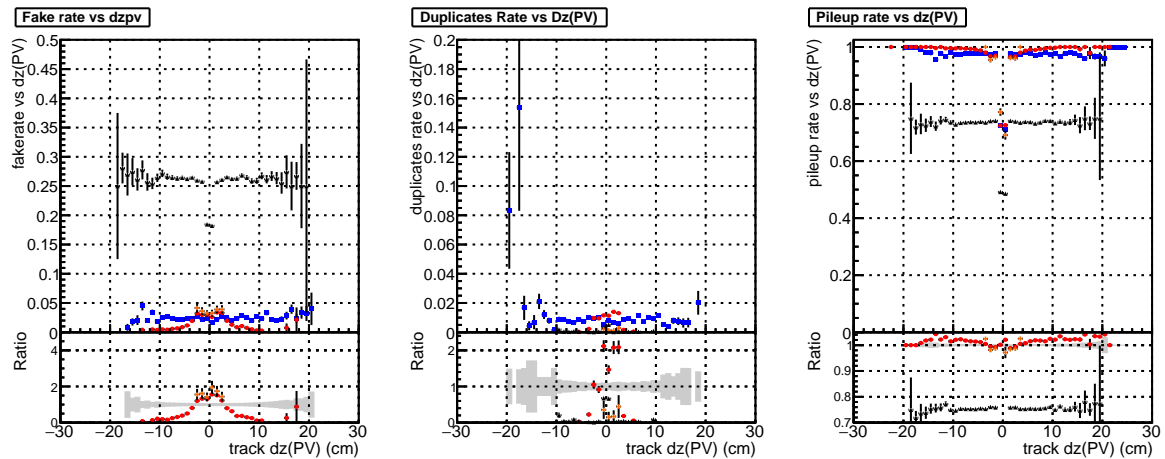 Fake rate vs dzpv
fakerate vs dz(PV)
0.5
0.45
0.4
0.35
0.3
0.25
0.2
0.15
0.1
0.05
0
Ratio
4
2
0
−30 −20 −10 0 10 20 30
track dz(PV) (cm)
Duplicates Rate vs Dz(PV)
duplicates rate vs dz(PV)
0.2
0.18
0.16
0.14
0.12
0.1
0.08
0.06
0.04
0.02
0
Ratio
2
1
0
−30 −20 −10 0 10 20 30
track dz(PV) (cm)
Pileup rate vs dz(PV)
pileup rate vs dz(PV)
1
0.8
0.6
0.4
0.2
0
Ratio
1
0.9
0.8
0.7
−30 −20 −10 0 10 20 30
track dz(PV) (cm)